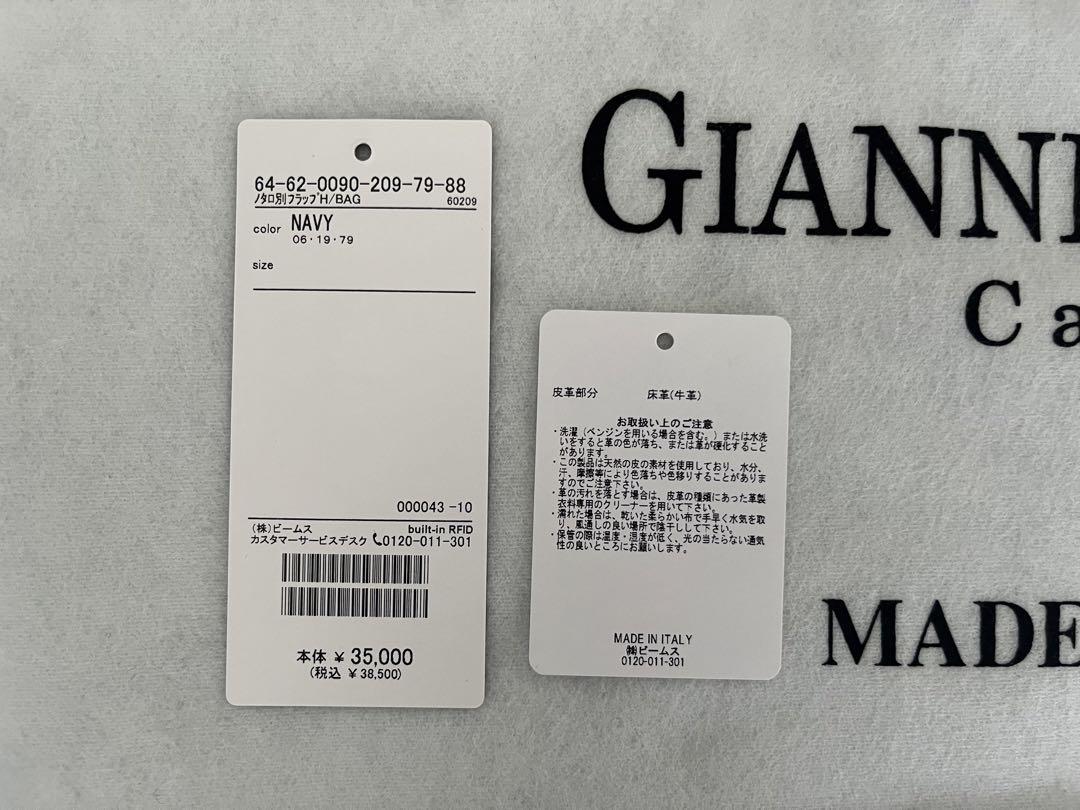 64-62-0090-209-79-88
ﾉﾀﾛ別ﾌﾗｯﾌﾟH/BAG 60209
color NAVY
06・19・79
size
000043 -10
(株)ビームス built-in RFID
カスタマーサービスデスク 0120-011-301
本体 ¥ 35,000
(税込 ¥ 38,500)
皮革部分 床革(牛革)
お取扱い上のご注意
・洗濯（ベンジンを用いる場合を含む。）または水洗
いをすると革の色が落ち、または革が硬化すること
があります。
・この製品は天然の皮の素材を使用しており、水分、
汗、摩擦等により色落ちや色移りすることがありま
すのでご注意下さい。
・革の汚れを落とす場合は、皮革の種類にあった革製
衣料専用のクリーナーを用いて下さい。
・濡れた場合は、乾いた柔らかい布で手早く水気を取
り、風通しの良い場所で陰干しして下さい。
・保管の際は温度・湿度が低く、光の当たらない通気
性の良いところにお願いします。
MADE IN ITALY
㈱ビームス
0120-011-301
GIANNI
Ca
MADE